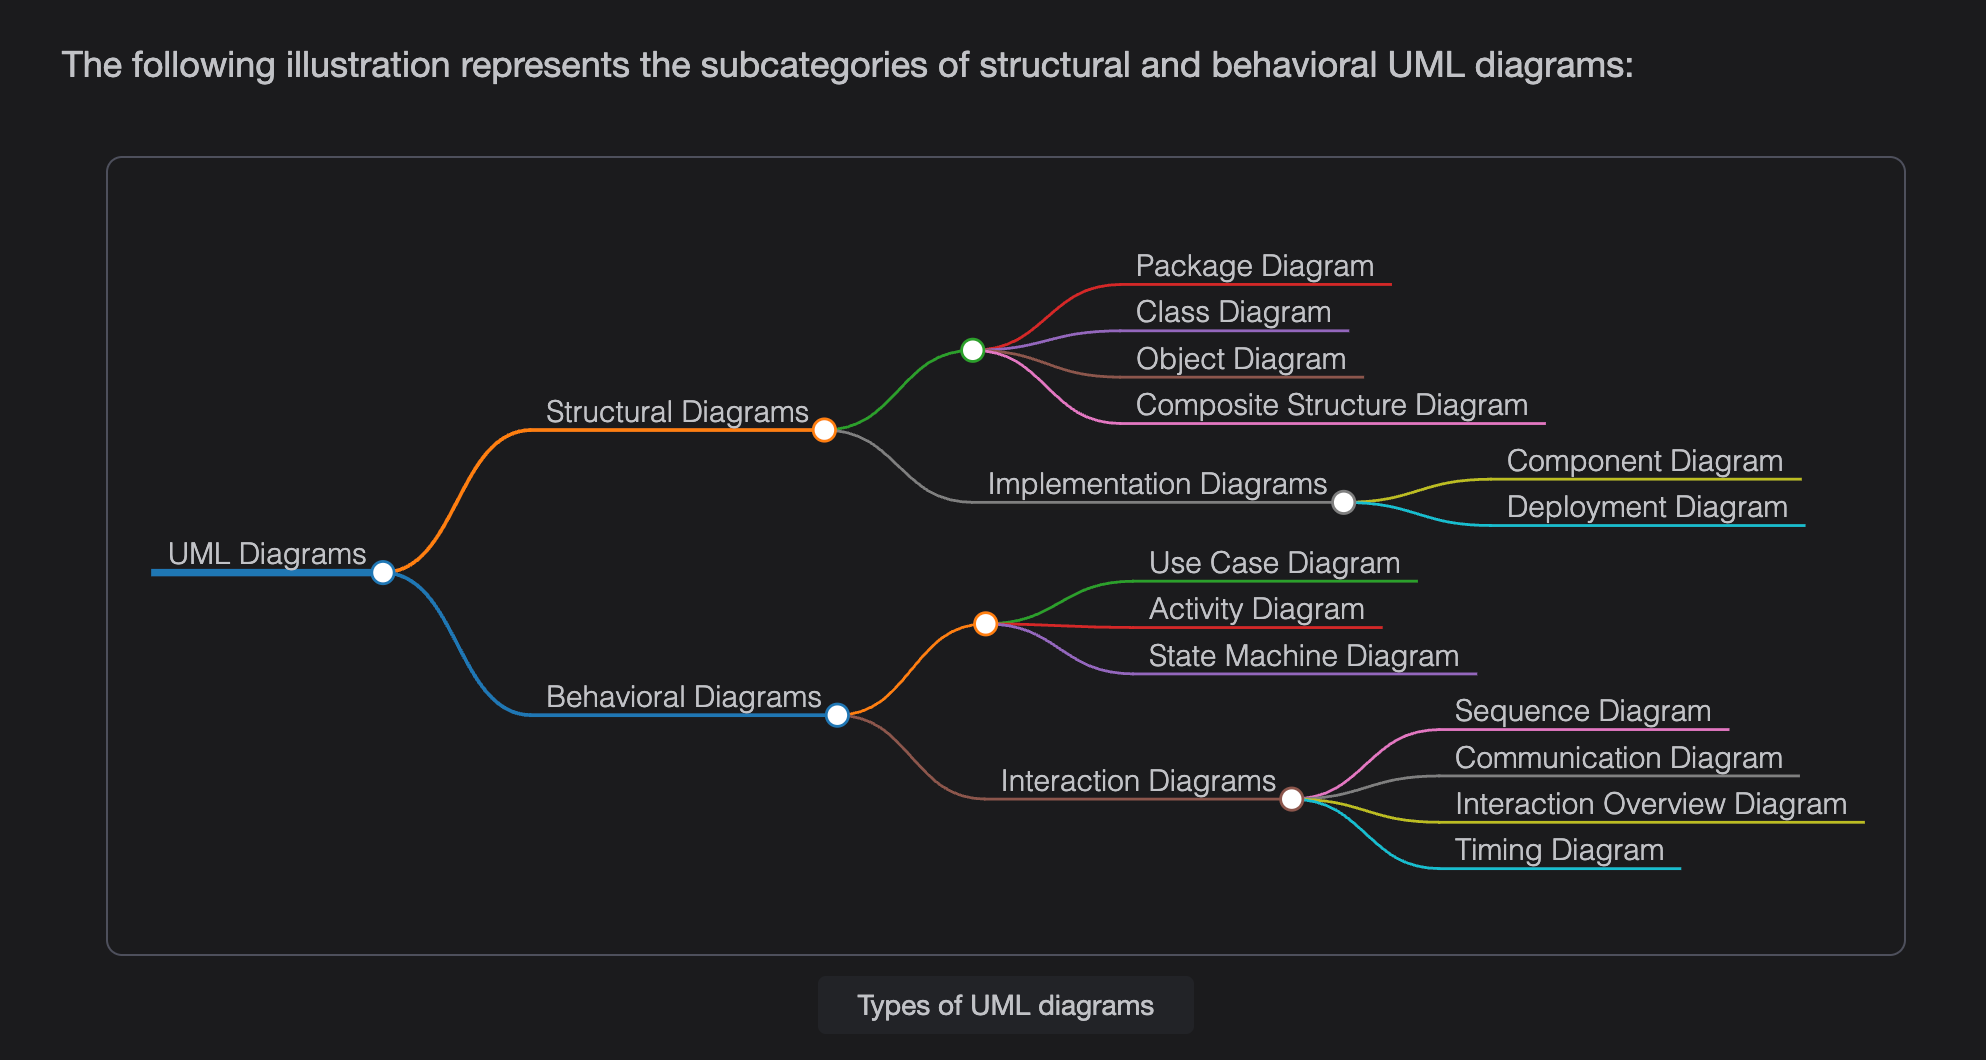 The following illustration represents the subcategories of structural and behavioral UML diagrams:
Package Diagram
Class Diagram
Object Diagram
Composite Structure Diagram
Structural Diagrams
Component Diagram
Implementation Diagrams
Deployment Diagram
UML Diagrams
Use Case Diagram
Activity Diagram
State Machine Diagram
Behavioral Diagrams
Sequence Diagram
Communication Diagram
Interaction Diagrams
Interaction Overview Diagram
Timing Diagram
Types of UML diagrams